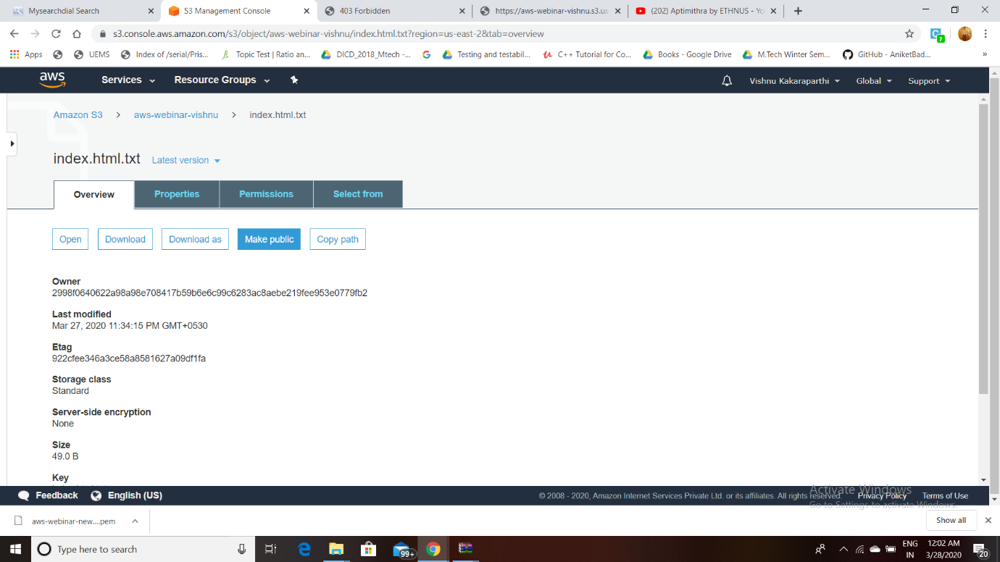 Mysearchdial Search
S3 Management Console
403 Forbidden
https://aws-webinar-vishnu.s3.us
(202) Aptimithra by ETHNUS - Yo
s3.console.aws.amazon.com/s3/object/aws-webinar-vishnu/index.html.txt?region=us-east-2&tab=overview
7
Apps
UEMS
Index of /serial/Pris...
Topic Test | Ratio an...
DICD_2018_Mtech -...
Testing and testabil...
C++ Tutorial for Co...
Books - Google Drive
M.Tech Winter Sem...
GitHub - AniketBad...
»
aws
Services
Resource Groups
Vishnu Kakaraparthi
Global
Support
Amazon S3 > aws-webinar-vishnu > index.html.txt
index.html.txt Latest version
Overview
Properties
Permissions
Select from
Open
Download
Download as
Make public
Copy path
Owner
2998f0640622a98a98e708417b59b6e6c99c6283ac8aebe219fee953e0779fb2
Last modified
Mar 27, 2020 11:34:15 PM GMT+0530
Etag
922cfee346a3ce58a8581627a09df1fa
Storage class
Standard
Server-side encryption
None
Size
49.0 B
Key
Feedback
English (US)
© 2008 - 2020, Amazon Internet Services Private Ltd. or its affiliates. All rights reserved.
Privacy Policy
Terms of Use
Activate Windows
Go to Settings to activate Windows.
aws-webinar-new....pem
Show all
Type here to search
99+
ENG
IN
12:02 AM
3/28/2020
20